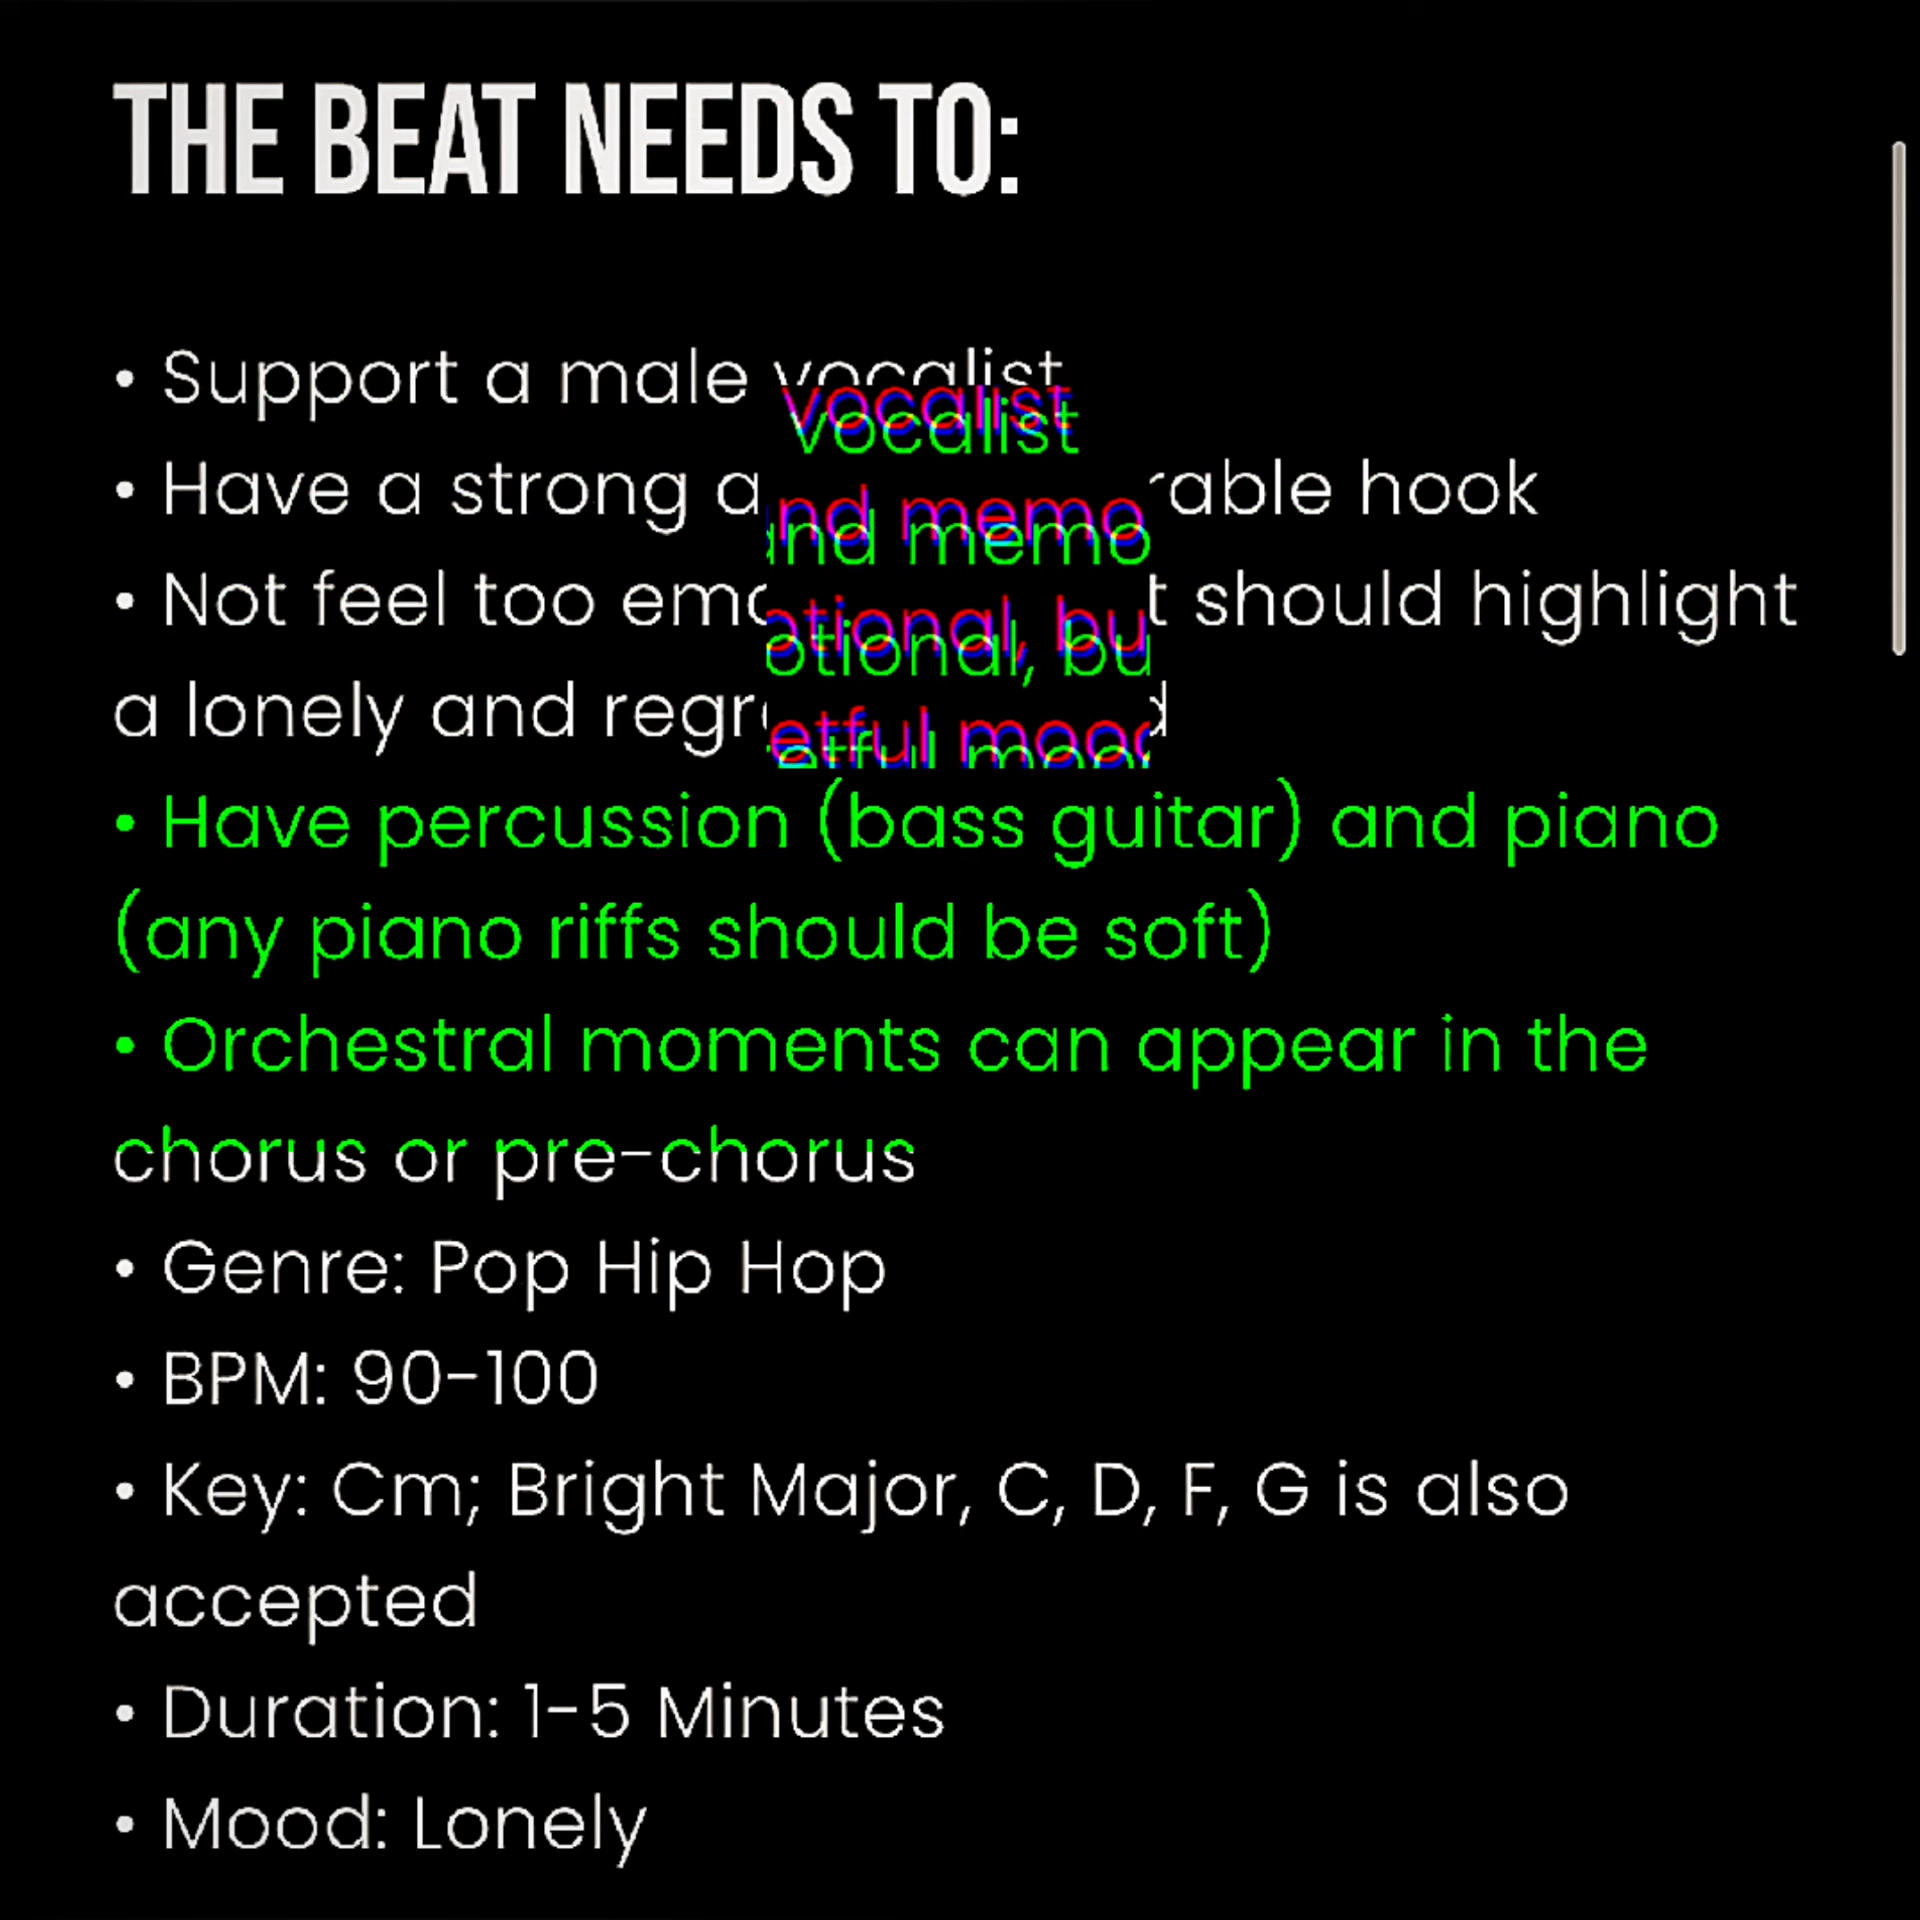 THE BEAT NEEDS TO:
• Support a male vocalist
• Have a strong and memorable hook
• Not feel too emotional, but should highlight
a lonely and regretful mood
• Have percussion (bass guitar) and piano
(any piano riffs should be soft)
• Orchestral moments can appear in the
chorus or pre-chorus
• Genre: Pop Hip Hop
• BPM: 90-100
• Key: Cm; Bright Major, C, D, F, G is also
accepted
• Duration: 1-5 Minutes
• Mood: Lonely